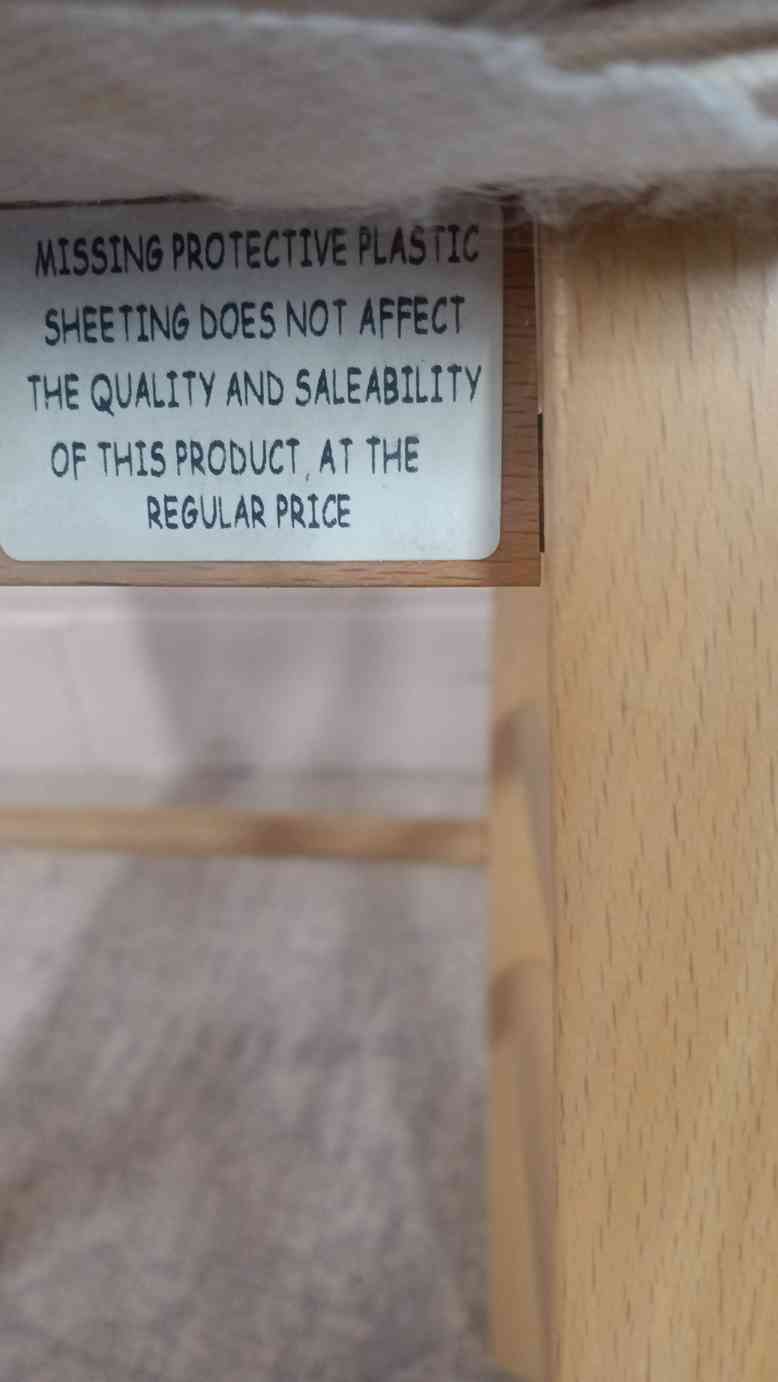 MISSING PROTECTIVE PLASTIC
SHEETING DOES NOT AFFECT
THE QUALITY AND SALEABILITY
OF THIS PRODUCT, AT THE
REGULAR PRICE